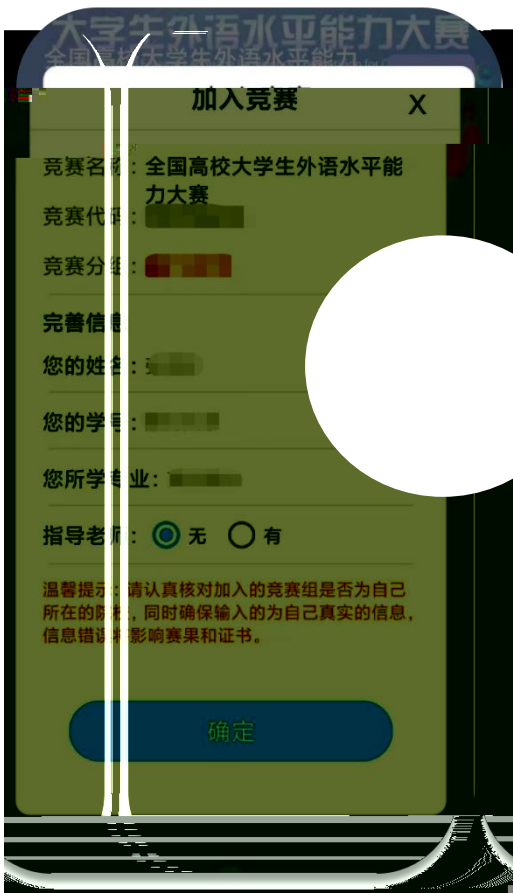 大学生外语水平能力大赛
全国高校大学生外语水平能力
加入竞赛 X
竞赛名称：全国高校大学生外语水平能
力大赛
竞赛代码：
竞赛分组：
完善信息
您的姓名：
您的学号：
您所学专业：
指导老师： 无 有
温馨提示：请认真核对加入的竞赛组是否为自己
所在的院校，同时确保输入的为自己真实的信息，
信息错误将影响赛果和证书。
确定